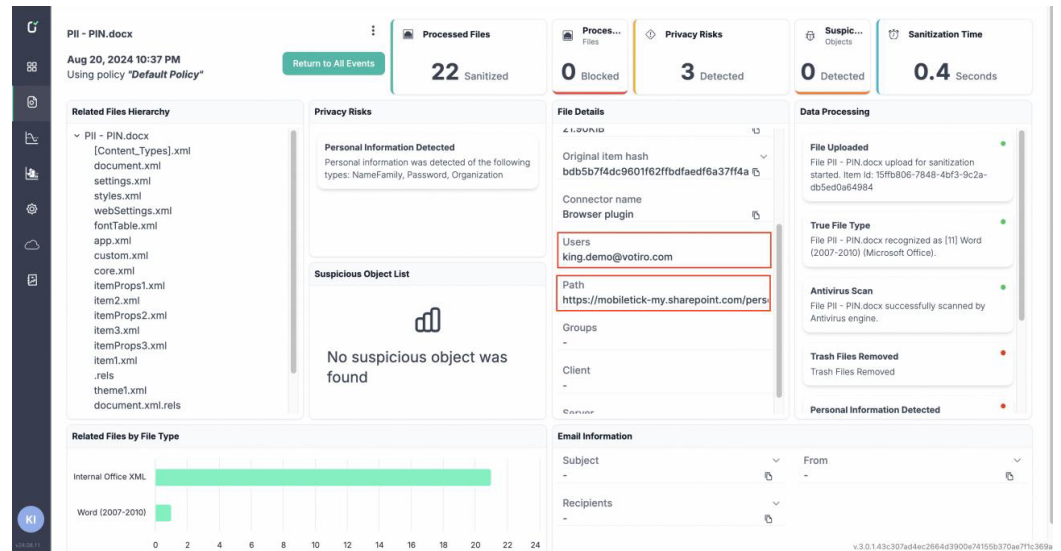 PII - PIN.docx
Aug 20, 2024 10:37 PM
Using policy "Default Policy"
Return to All Events
Processed Files
22 Sanitized
Proces...
Files
0 Blocked
Privacy Risks
3 Detected
Suspic...
Objects
0 Detected
Sanitization Time
0.4 Seconds
Related Files Hierarchy
PII - PIN.docx
[Content_Types].xml
document.xml
settings.xml
styles.xml
webSettings.xml
fontTable.xml
app.xml
custom.xml
core.xml
itemProps1.xml
item2.xml
itemProps2.xml
item3.xml
itemProps3.xml
item1.xml
.rels
theme1.xml
document.xml.rels
Privacy Risks
Personal Information Detected
Personal information was detected of the following
types: NameFamily, Password, Organization
Suspicious Object List
No suspicious object was
found
File Details
21.90KiB
Original item hash
bdb5b7f4dc9601f62ffbdfaedf6a37ff4a
Connector name
Browser plugin
Users
king.demo@votiro.com
Path
https://mobiletick-my.sharepoint.com/pers
Groups
-
Client
-
Server
Data Processing
File Uploaded
File PII - PIN.docx upload for sanitization
started. Item Id: 15ffb806-7848-4bf3-9c2a-
db5ed0a64984
True File Type
File PII - PIN.docx recognized as [11] Word
(2007-2010) (Microsoft Office).
Antivirus Scan
File PII - PIN.docx successfully scanned by
Antivirus engine.
Trash Files Removed
Trash Files Removed
Personal Information Detected
Related Files by File Type
Internal Office XML
Word (2007-2010)
0 2 4 6 8 10 12 14 16 18 20 22 24
Email Information
Subject
-
From
-
Recipients
-
KI
v.3.0.1.43c307ad4ec2664d3900e74155b370ae7f1c369a